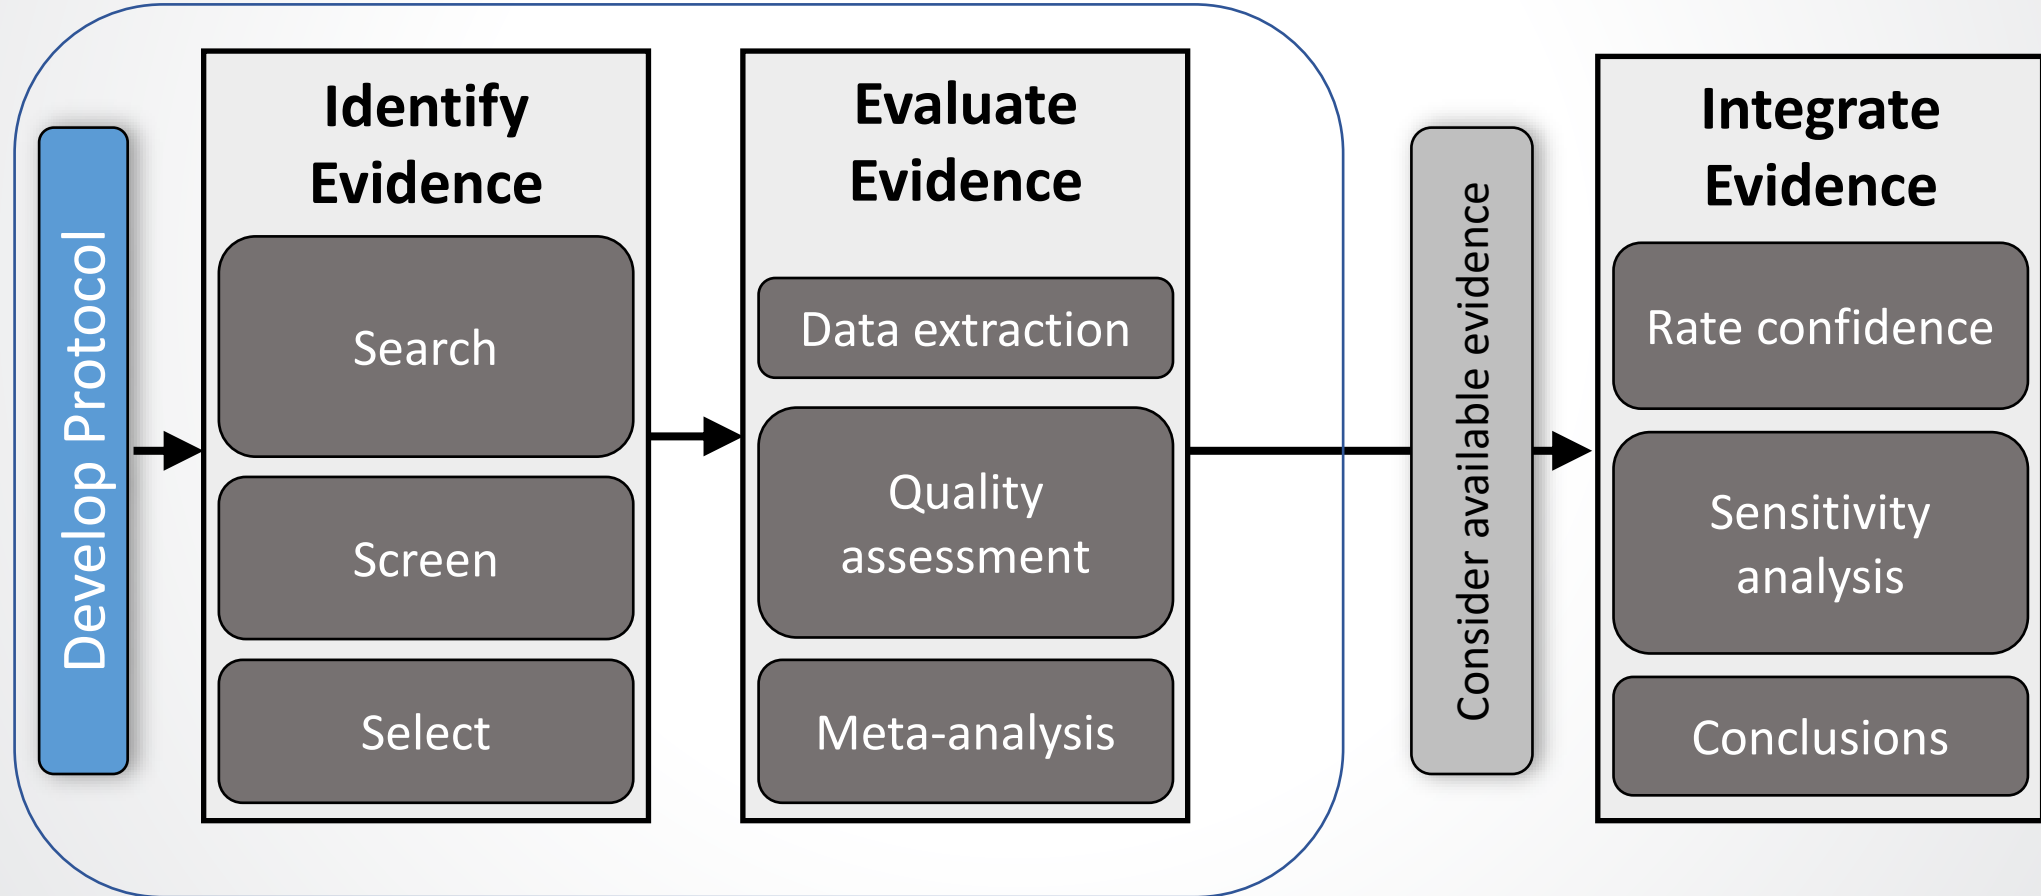 Develop Protocol
Identify
Evidence
Search
Screen
Select
Evaluate
Evidence
Data extraction
Quality
assessment
Meta-analysis
Consider available evidence
Integrate
Evidence
Rate confidence
Sensitivity
analysis
Conclusions